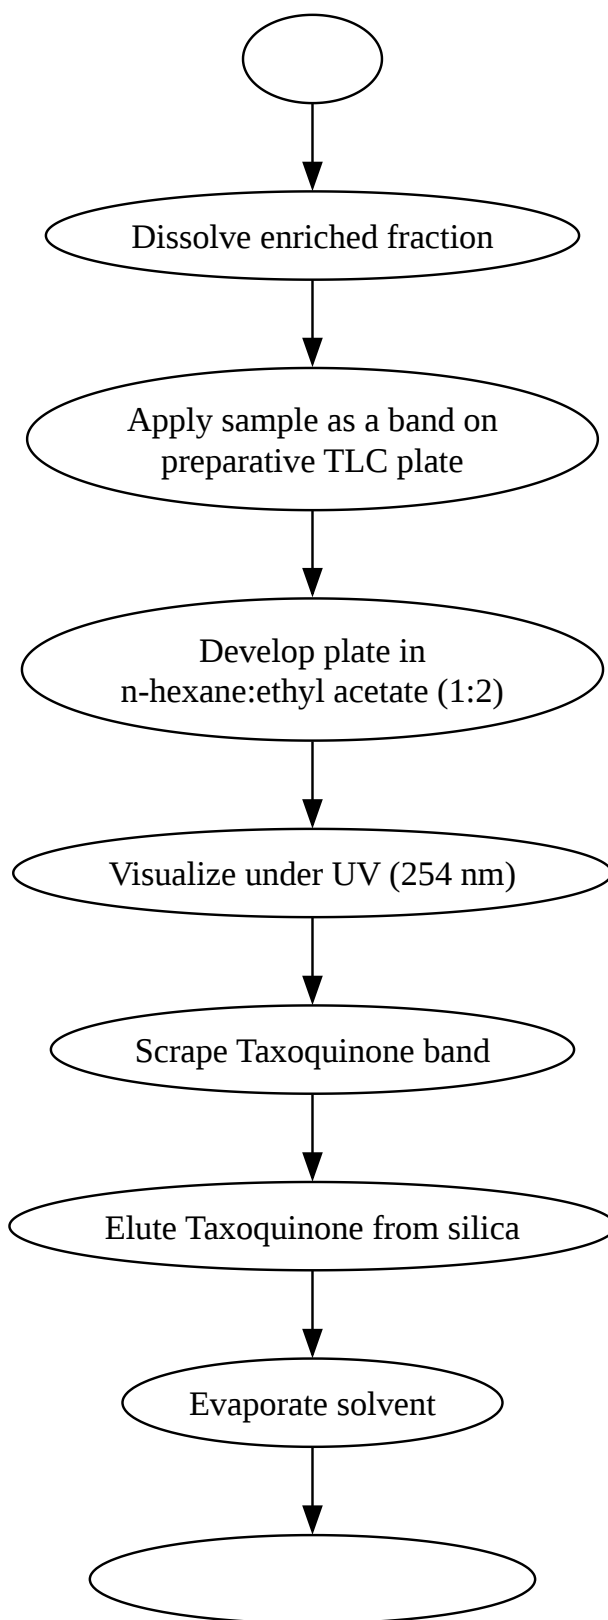 Dissolve enriched fraction
Apply sample as a band on
preparative TLC plate
Develop plate in
n-hexane:ethyl acetate (1:2)
Visualize under UV (254 nm)
Scrape Taxoquinone band
Elute Taxoquinone from silica
Evaporate solvent